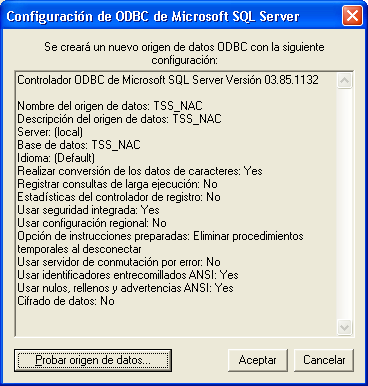 Configuración de ODBC de Microsoft SQL Server
Se creará un nuevo origen de datos ODBC con la siguiente
configuración:
Controlador ODBC de Microsoft SQL Server Versión 03.85.1132
Nombre del origen de datos: TSS_NAC
Descripción del origen de datos: TSS_NAC
Server: (local)
Base de datos: TSS_NAC
Idioma: (Default)
Realizar conversión de los datos de caracteres: Yes
Registrar consultas de larga ejecución: No
Estadísticas del controlador de registro: No
Usar seguridad integrada: Yes
Usar configuración regional: No
Opción de instrucciones preparadas: Eliminar procedimientos
temporales al desconectar
Usar servidor de conmutación por error: No
Usar identificadores entrecomillados ANSI: Yes
Usar nulos, rellenos y advertencias ANSI: Yes
Cifrado de datos: No
Probar origen de datos...
Aceptar
Cancelar